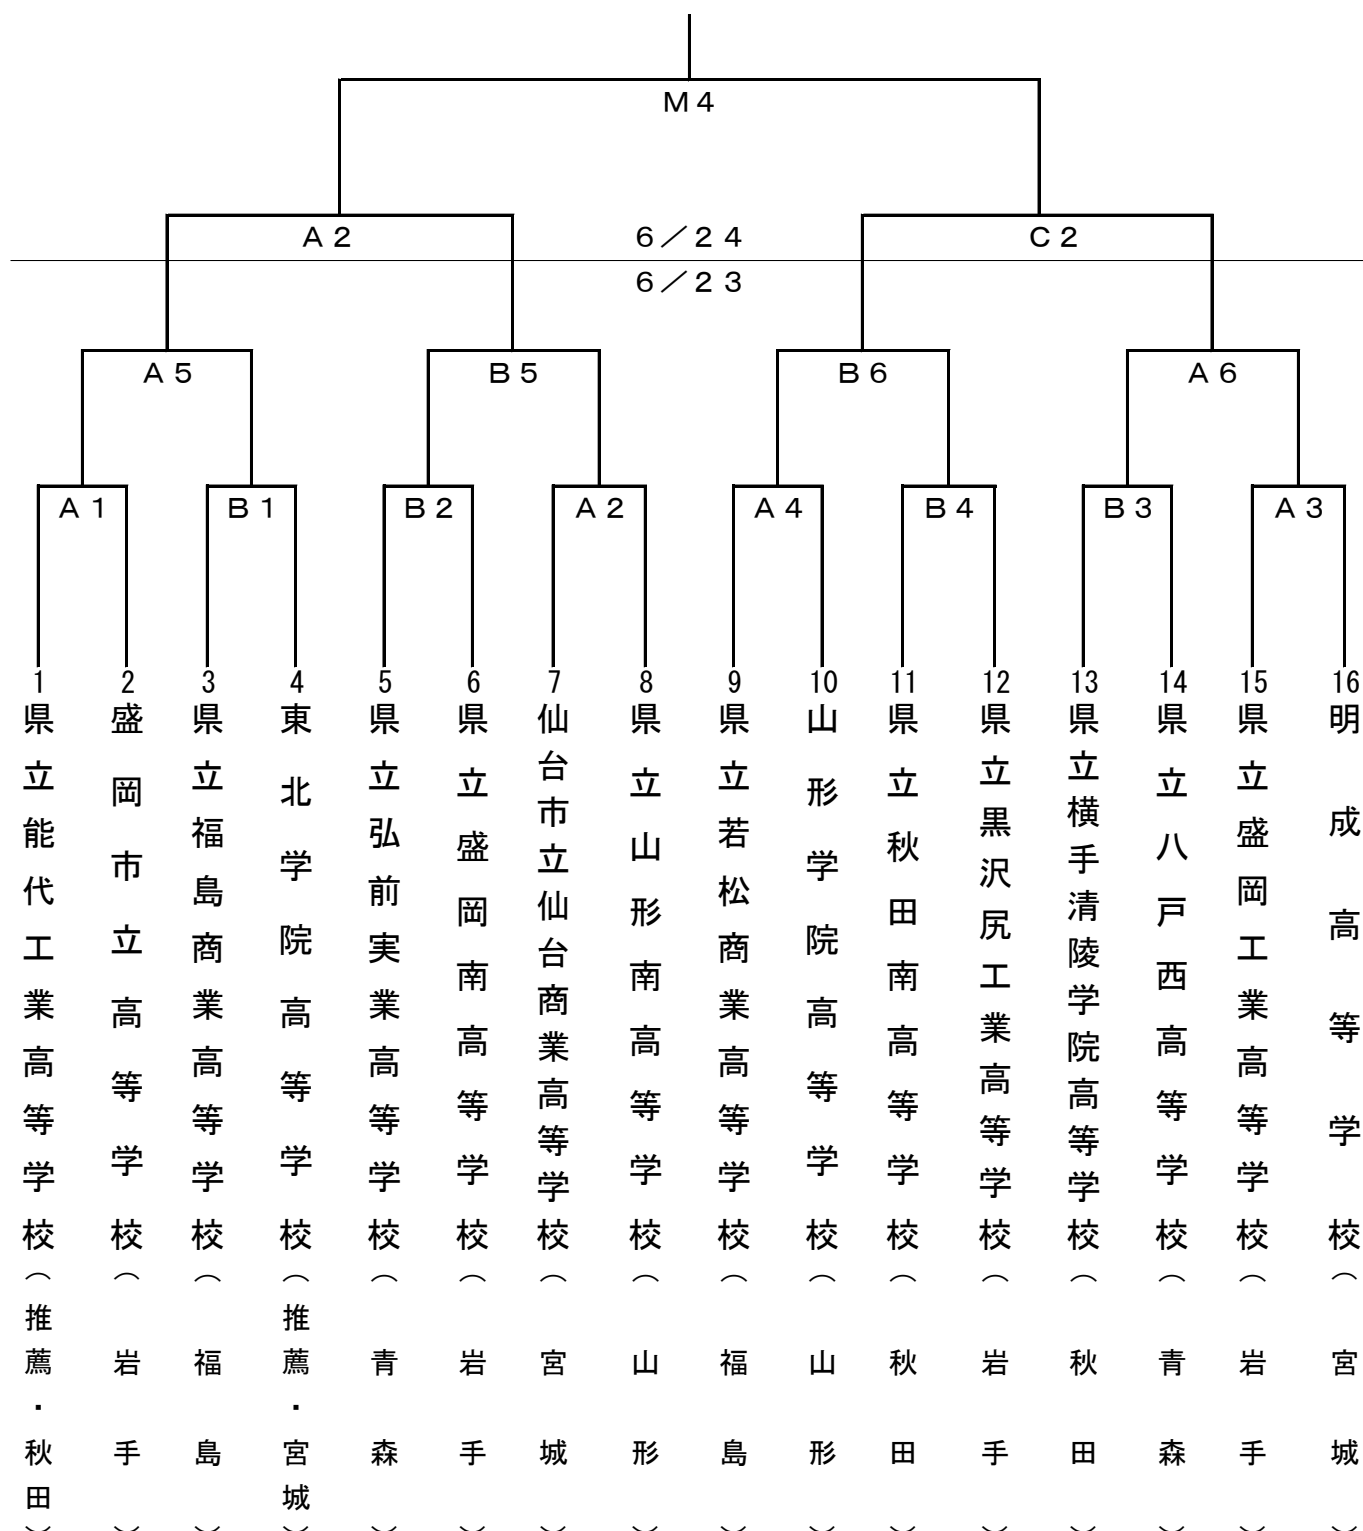 M4
A2
6/24
C2
6/23
A5
B5
B6
A6
A1
B1
B2
A2
A4
B4
B3
A3
1 県立能代工業高等学校(推薦・秋田)
2 盛岡市立高等学校(岩手)
3 県立福島商業高等学校(福島)
4 東北学院高等学校(推薦・宮城)
5 県立弘前実業高等学校(青森)
6 県立盛岡南高等学校(岩手)
7 仙台市立仙台商業高等学校(宮城)
8 県立山形南高等学校(山形)
9 県立若松商業高等学校(福島)
10 山形学院高等学校(山形)
11 県立秋田南高等学校(秋田)
12 県立黒沢尻工業高等学校(岩手)
13 県立横手清陵学院高等学校(秋田)
14 県立八戸西高等学校(青森)
15 県立盛岡工業高等学校(岩手)
16 明成高等学校(宮城)